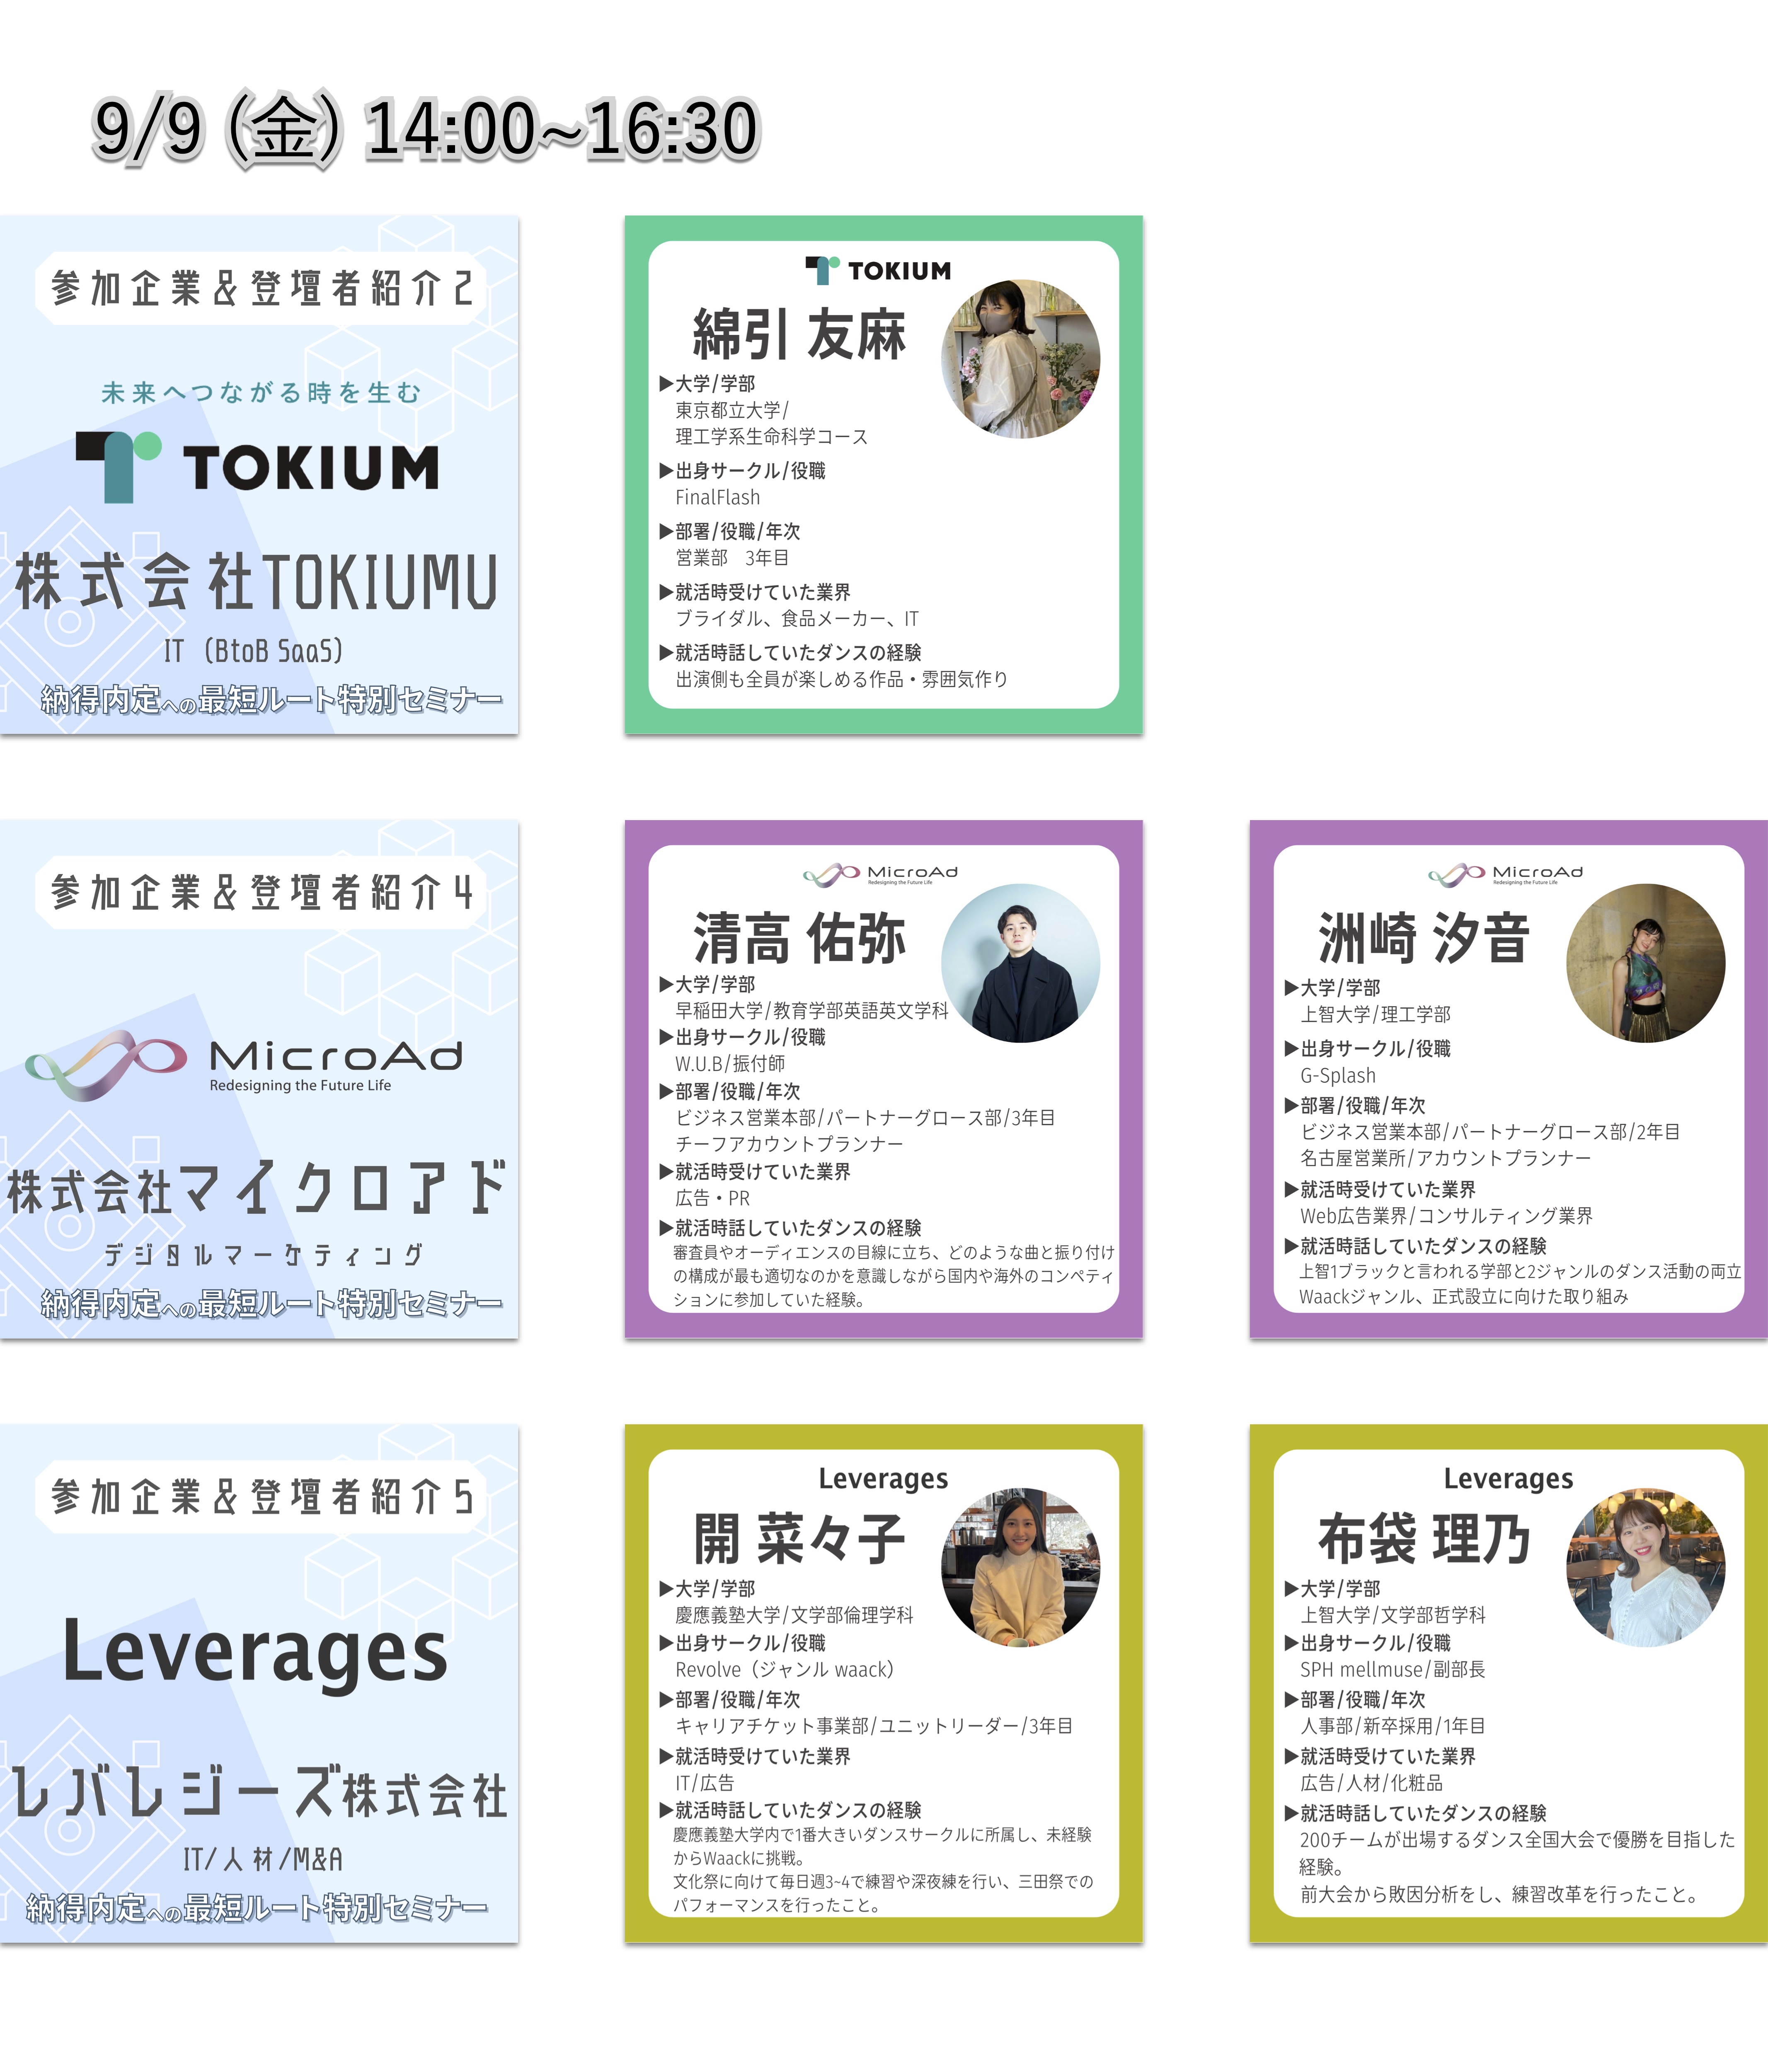 9/9（金）14:00~16:30
参加企業＆登壇者紹介2
未来へつながる時を生む
TOKIUM
株式会社TOKIUMU
IT （BtoB SaaS）
納得内定への最短ルート特別セミナー
TOKIUM
綿引 友麻
▶大学/学部
東京都立大学/
理工学系生命科学コース
▶出身サークル/役職
FinalFlash
▶部署/役職/年次
営業部　3年目
▶就活時受けていた業界
ブライダル、食品メーカー、IT
▶就活時話していたダンスの経験
出演側も全員が楽しめる作品・雰囲気作り
参加企業＆登壇者紹介4
MicroAd
Redesigning the Future Life
株式会社マイクロアド
デジタルマーケティング
納得内定への最短ルート特別セミナー
MicroAd
Redesigning the Future Life
清高 佑弥
▶大学/学部
早稲田大学/教育学部英語英文学科
▶出身サークル/役職
W.U.B/振付師
▶部署/役職/年次
ビジネス営業本部/パートナーグロース部/3年目
チーフアカウントプランナー
▶就活時受けていた業界
広告・PR
▶就活時話していたダンスの経験
審査員やオーディエンスの目線に立ち、どのような曲と振り付け
の構成が最も適切なのかを意識しながら国内や海外のコンペティ
ションに参加していた経験。
MicroAd
Redesigning the Future Life
洲崎 汐音
▶大学/学部
上智大学/理工学部
▶出身サークル/役職
G-Splash
▶部署/役職/年次
ビジネス営業本部/パートナーグロース部/2年目
名古屋営業所/アカウントプランナー
▶就活時受けていた業界
Web広告業界/コンサルティング業界
▶就活時話していたダンスの経験
上智1ブラックと言われる学部と2ジャンルのダンス活動の両立
Waackジャンル、正式設立に向けた取り組み
参加企業＆登壇者紹介5
Leverages
レバレジーズ株式会社
IT/人材/M&A
納得内定への最短ルート特別セミナー
Leverages
開 菜々子
▶大学/学部
慶應義塾大学/文学部倫理学科
▶出身サークル/役職
Revolve（ジャンル waack）
▶部署/役職/年次
キャリアチケット事業部/ユニットリーダー/3年目
▶就活時受けていた業界
IT/広告
▶就活時話していたダンスの経験
慶應義塾大学内で1番大きいダンスサークルに所属し、未経験
からWaackに挑戦。
文化祭に向けて毎日週3~4で練習や深夜練を行い、三田祭での
パフォーマンスを行ったこと。
Leverages
布袋 理乃
▶大学/学部
上智大学/文学部哲学科
▶出身サークル/役職
SPH mellmuse/副部長
▶部署/役職/年次
人事部/新卒採用/1年目
▶就活時受けていた業界
広告/人材/化粧品
▶就活時話していたダンスの経験
200チームが出場するダンス全国大会で優勝を目指した
経験。
前大会から敗因分析をし、練習改革を行ったこと。